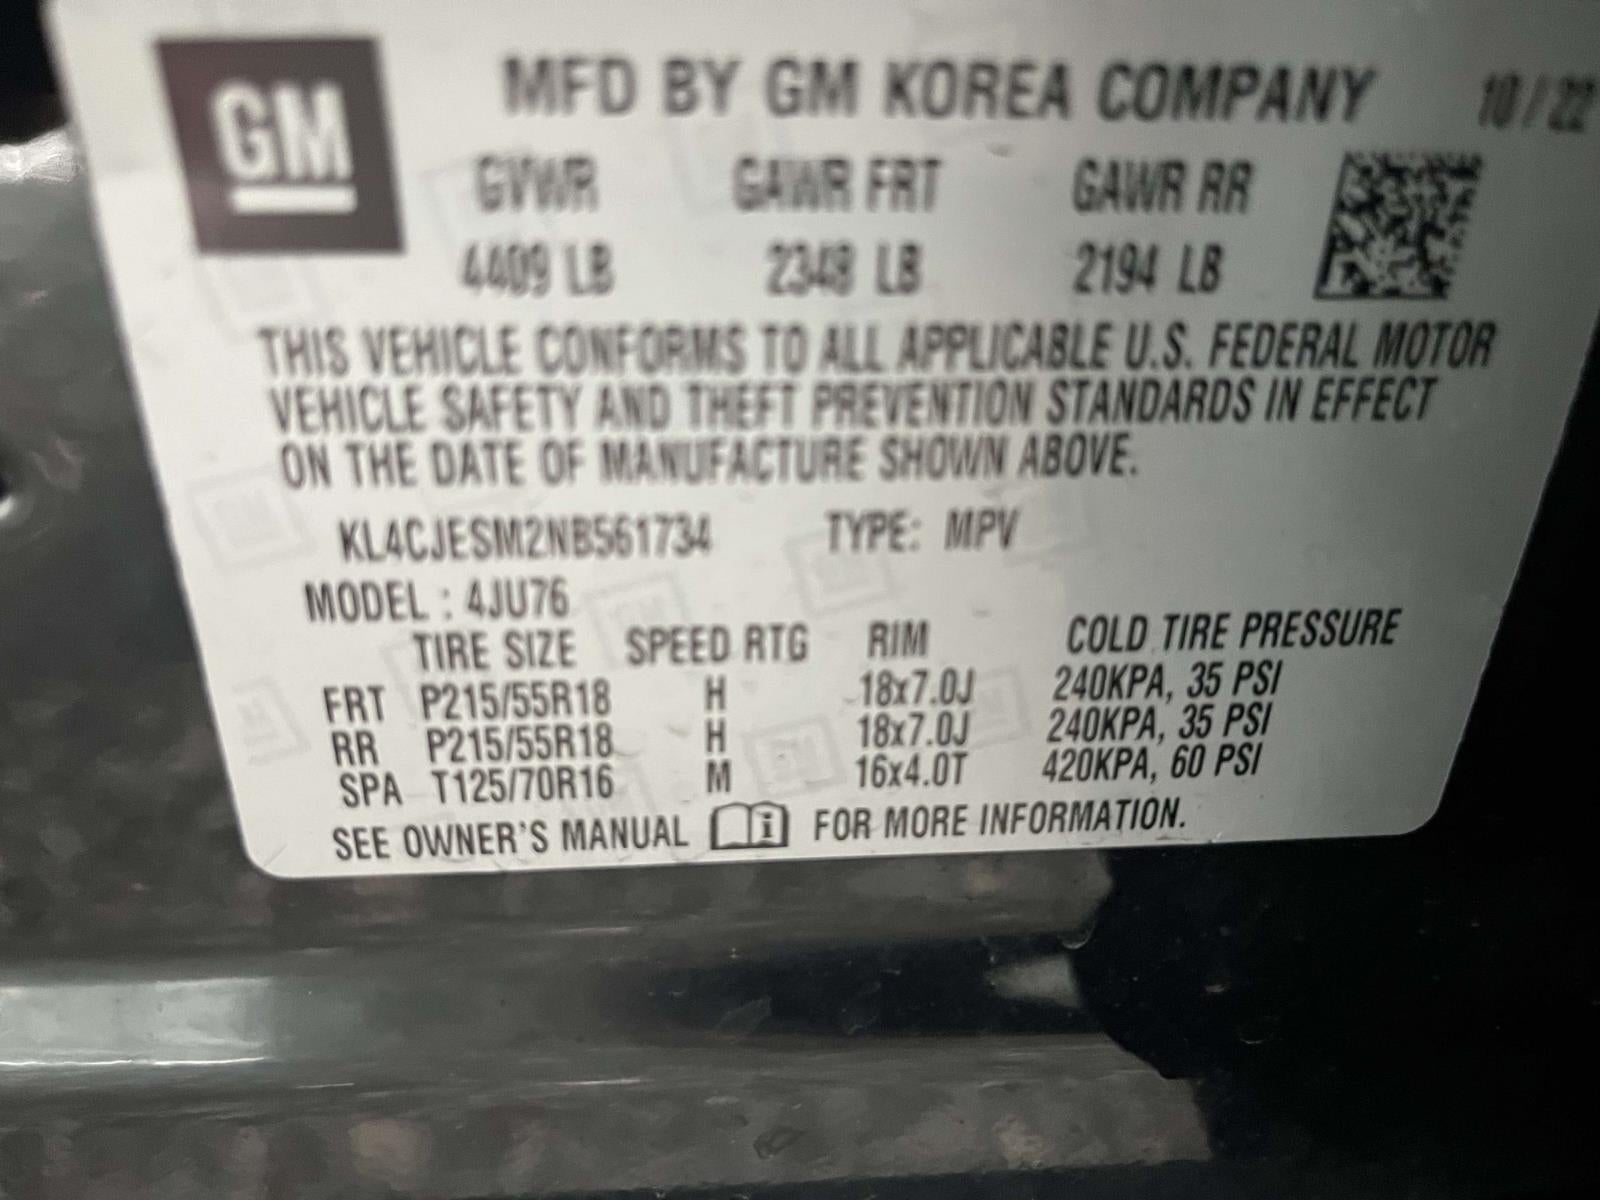 GM
MFD BY GM KOREA COMPANY 10/22
GVWR GAWR FRT GAWR RR
4409 LB 2348 LB 2194 LB
THIS VEHICLE CONFORMS TO ALL APPLICABLE U.S. FEDERAL MOTOR
VEHICLE SAFETY AND THEFT PREVENTION STANDARDS IN EFFECT
ON THE DATE OF MANUFACTURE SHOWN ABOVE.
KL4CJESM2NB561734 TYPE: MPV
MODEL : 4JU76
TIRE SIZE SPEED RTG RIM COLD TIRE PRESSURE
FRT P215/55R18 H 18x7.0J 240KPA, 35 PSI
RR P215/55R18 H 18x7.0J 240KPA, 35 PSI
SPA T125/70R16 M 16x4.0T 420KPA, 60 PSI
SEE OWNER'S MANUAL i FOR MORE INFORMATION.